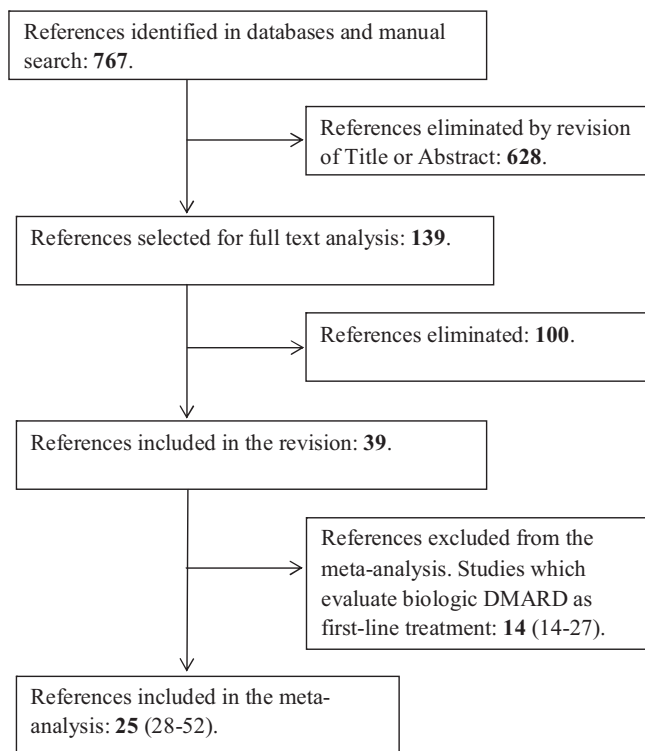 References identified in databases and manual
search: 767.
References eliminated by revision
of Title or Abstract: 628.
References selected for full text analysis: 139.
References eliminated: 100.
References included in the revision: 39.
References excluded from the
meta-analysis. Studies which
evaluate biologic DMARD as
first-line treatment: 14 (14-27).
References included in the meta-
analysis: 25 (28-52).